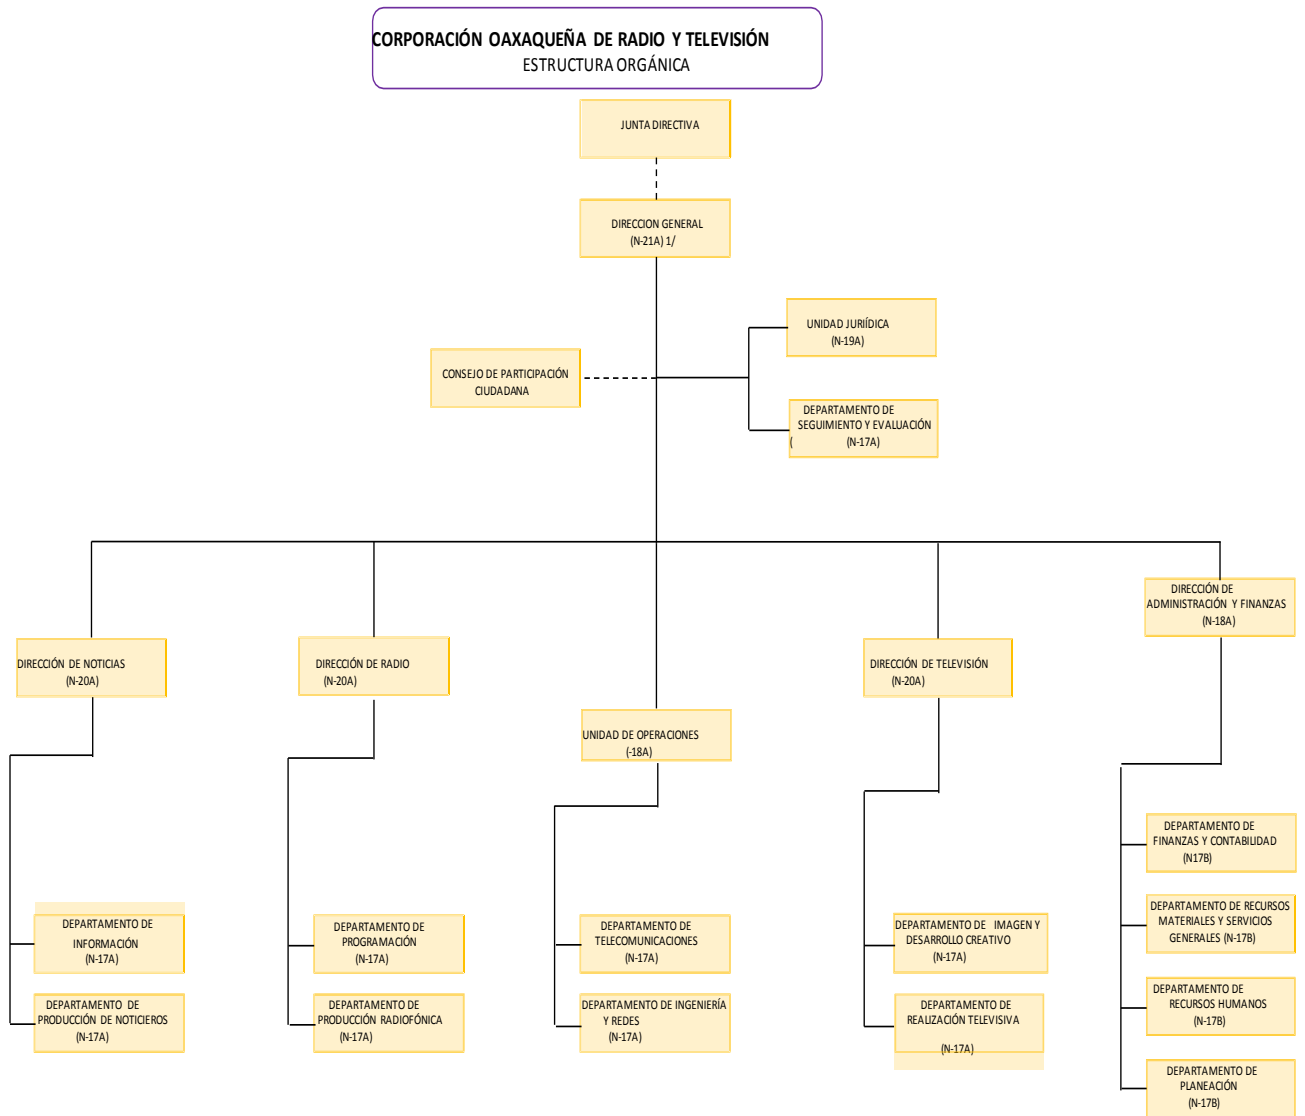 CORPORACIÓN OAXAQUEÑA DE RADIO Y TELEVISIÓN
ESTRUCTURA ORGÁNICA
JUNTA DIRECTIVA
DIRECCION GENERAL
(N-21A) 1/
UNIDAD JURIÍDICA
(N-19A)
CONSEJO DE PARTICIPACIÓN
CIUDADANA
DEPARTAMENTO DE
SEGUIMIENTO Y EVALUACIÓN
( (N-17A)
DIRECCIÓN DE
ADMINISTRACIÓN Y FINANZAS
(N-18A)
DIRECCIÓN DE NOTICIAS
(N-20A)
DIRECCIÓN DE RADIO
(N-20A)
DIRECCIÓN DE TELEVISIÓN
(N-20A)
UNIDAD DE OPERACIONES
(-18A)
DEPARTAMENTO DE
INFORMACIÓN
(N-17A)
DEPARTAMENTO DE
PRODUCCIÓN DE NOTICIEROS
(N-17A)
DEPARTAMENTO DE
PROGRAMACIÓN
(N-17A)
DEPARTAMENTO DE
PRODUCCIÓN RADIOFÓNICA
(N-17A)
DEPARTAMENTO DE
TELECOMUNICACIONES
(N-17A)
DEPARTAMENTO DE INGENIERÍA
Y REDES
(N-17A)
DEPARTAMENTO DE IMAGEN Y
DESARROLLO CREATIVO
(N-17A)
DEPARTAMENTO DE
REALIZACIÓN TELEVISIVA
(N-17A)
DEPARTAMENTO DE
FINANZAS Y CONTABILIDAD
(N17B)
DEPARTAMENTO DE RECURSOS
MATERIALES Y SERVICIOS
GENERALES (N-17B)
DEPARTAMENTO DE
RECURSOS HUMANOS
(N-17B)
DEPARTAMENTO DE
PLANEACIÓN
(N-17B)